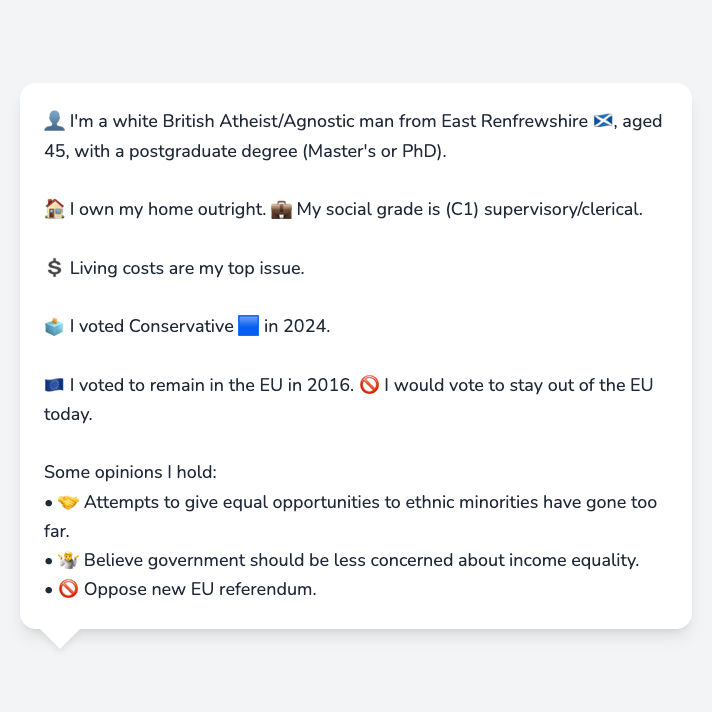 👤 I'm a white British Atheist/Agnostic man from East Renfrewshire 🏴󠁧󠁢󠁳󠁣󠁴󠁿, aged
45, with a postgraduate degree (Master's or PhD).
🏠 I own my home outright. 💼 My social grade is (C1) supervisory/clerical.
💲 Living costs are my top issue.
🗳️ I voted Conservative 🟦 in 2024.
🇪🇺 I voted to remain in the EU in 2016. 🚫 I would vote to stay out of the EU
today.
Some opinions I hold:
• 🤝 Attempts to give equal opportunities to ethnic minorities have gone too
far.
• 🤷 Believe government should be less concerned about income equality.
• 🚫 Oppose new EU referendum.